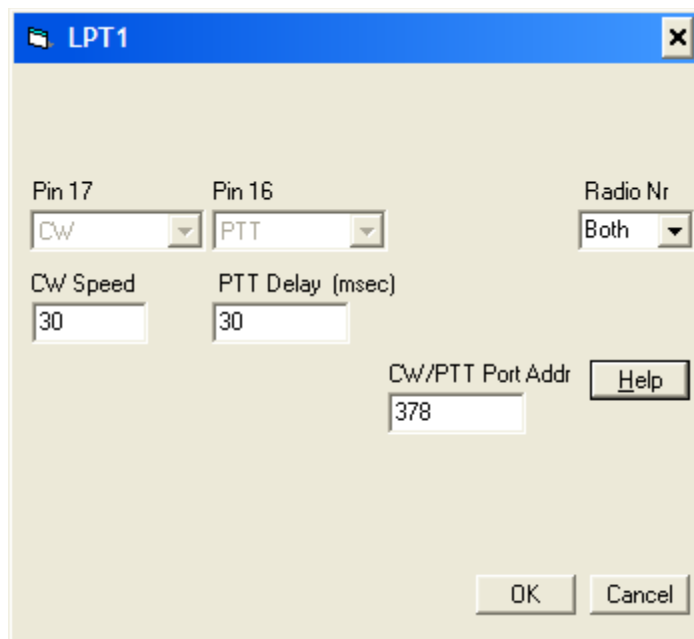 LPT1
Pin 17 Pin 16 Radio Nr
CW PTT Both
CW Speed PTT Delay (msec)
30 30
CW/PTT Port Addr Help
378
OK Cancel